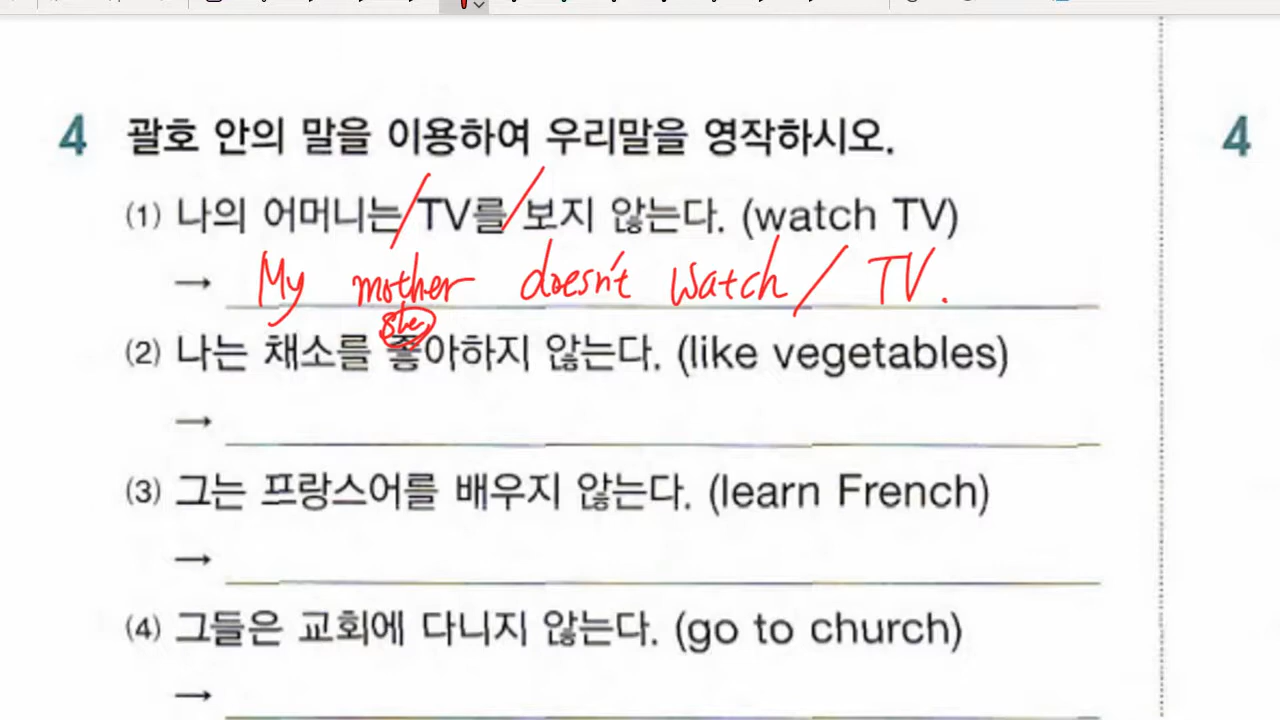 4 괄호 안의 말을 이용하여 우리말을 영작하시오. 4
(1) 나의 어머니는/TV를/보지 않는다. (watch TV)
→ My mother doesn't watch / TV.
she
(2) 나는 채소를 좋아하지 않는다. (like vegetables)
→
(3) 그는 프랑스어를 배우지 않는다. (learn French)
→
(4) 그들은 교회에 다니지 않는다. (go to church)
→